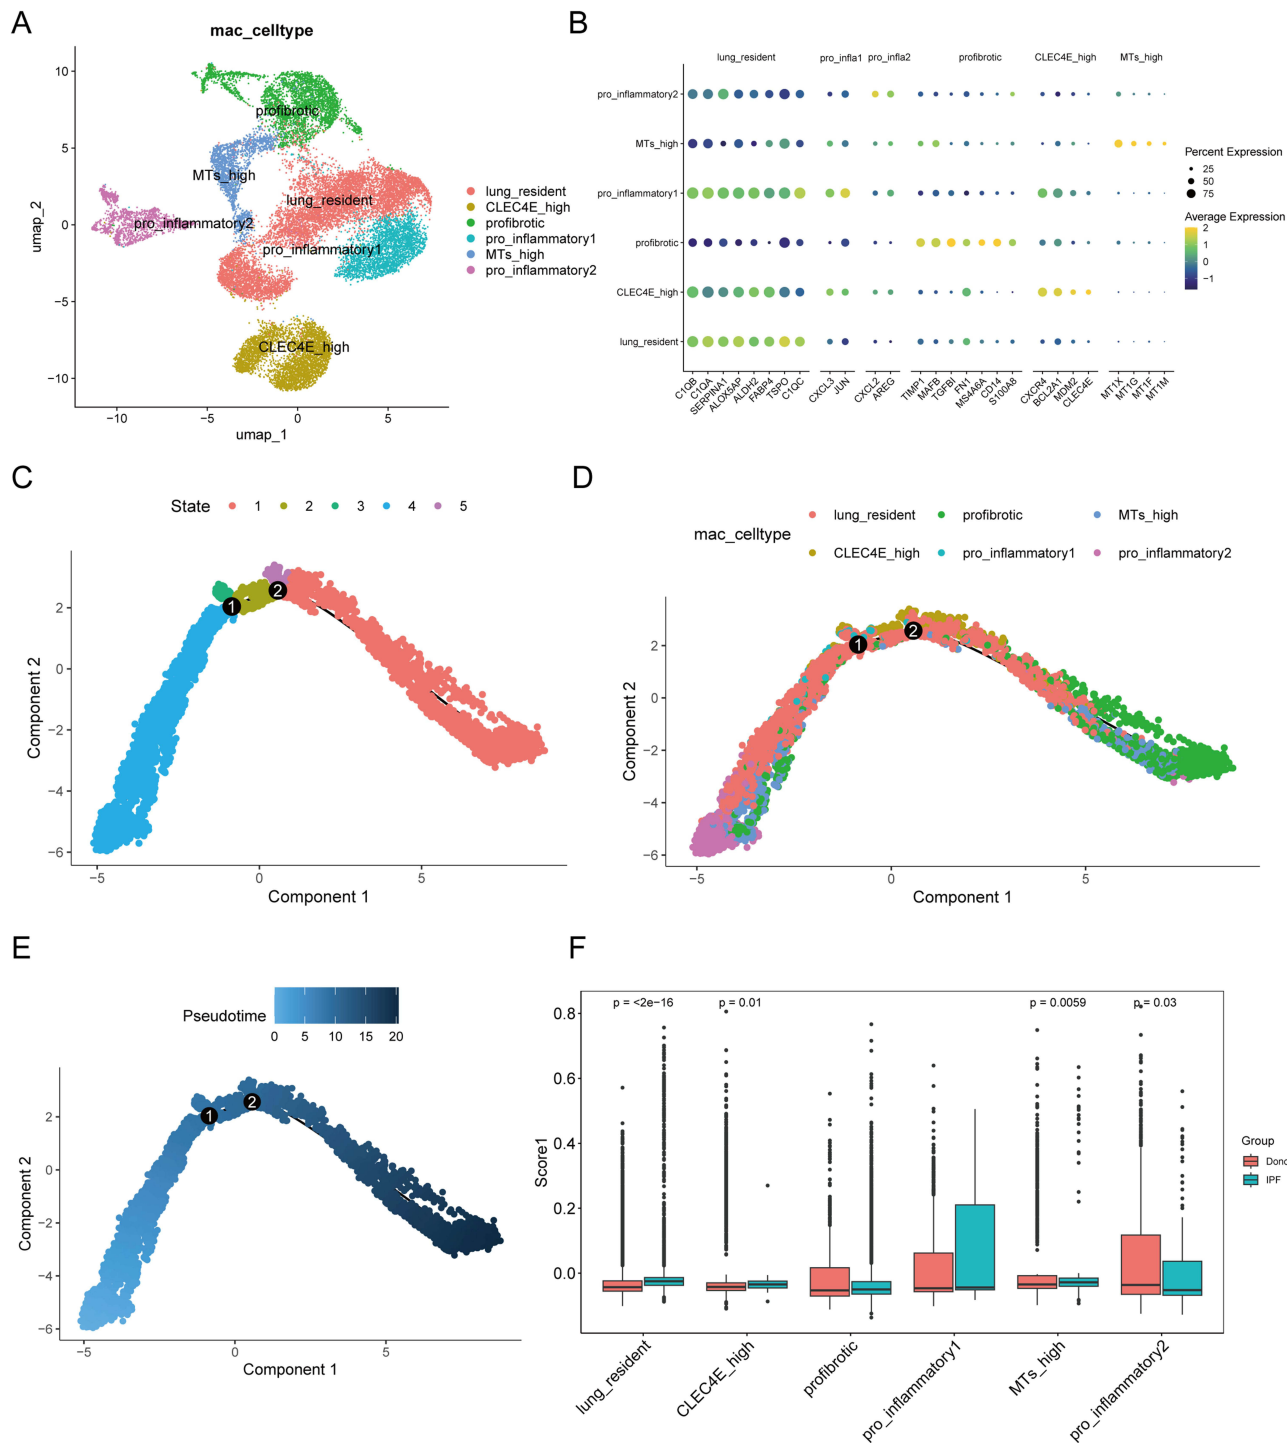 A
mac_celltype
10
5
0
−5
−10
umap_2
−10
−5
0
5
umap_1
profibrotic
MTs_high
lung_resident
pro_inflammatory2
pro_inflammatory1
CLEC4E_high
lung_resident
CLEC4E_high
profibrotic
pro_inflammatory1
MTs_high
pro_inflammatory2
B
lung_resident
pro_infla1
pro_infla2
profibrotic
CLEC4E_high
MTs_high
pro_inflammatory2
MTs_high
pro_inflammatory1
profibrotic
CLEC4E_high
lung_resident
C1QB
C1QA
SERPINA1
ALOX5AP
ALDH2
FABP4
TSPO
C1QC
CXCL3
JUN
CXCL2
AREG
TIMP1
MAFB
TGFBI
FN1
MS4A6A
CD14
S100A8
CXCR4
BCL2A1
MDM2
CLEC4E
MT1X
MT1G
MT1F
MT1M
Percent Expression
25
50
75
Average Expression
2
1
0
−1
C
State
1
2
3
4
5
1
2
2
0
−2
−4
−6
Component 2
−5
0
5
Component 1
D
mac_celltype
lung_resident
profibrotic
MTs_high
CLEC4E_high
pro_inflammatory1
pro_inflammatory2
1
2
2
0
−2
−4
−6
Component 2
−5
0
5
Component 1
E
Pseudotime
0
5
10
15
20
1
2
2
0
−2
−4
−6
Component 2
−5
0
5
Component 1
F
p = <2e−16
p = 0.01
p = 0.0059
p = 0.03
0.8
0.6
0.4
0.2
0.0
Score1
lung_resident
CLEC4E_high
profibrotic
pro_inflammatory1
MTs_high
pro_inflammatory2
Group
Dono
IPF